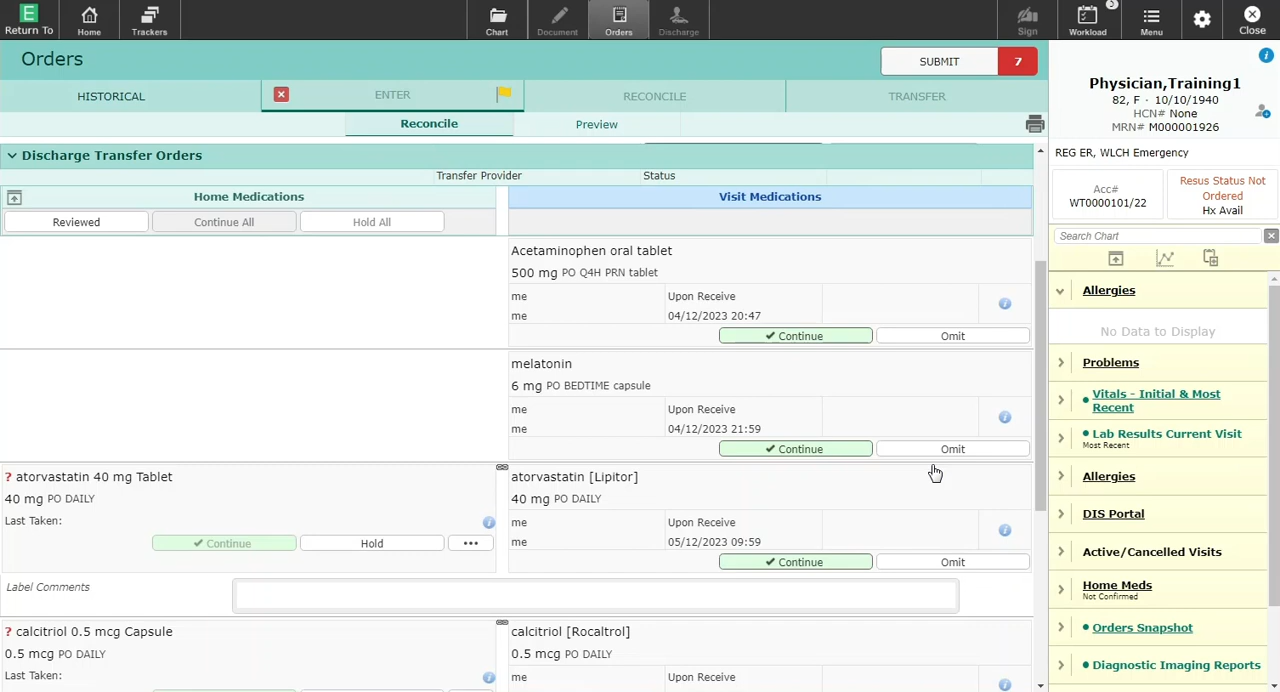 E
Return To
Home
Trackers
Chart
Document
Orders
Discharge
Sign
3
Workload
Menu
Close
Orders
SUBMIT 7
HISTORICAL
ENTER
RECONCILE
TRANSFER
Reconcile
Preview
Discharge Transfer Orders
Transfer Provider Status
Home Medications
Visit Medications
Reviewed
Continue All
Hold All
Acetaminophen oral tablet
500 mg PO Q4H PRN tablet
me Upon Receive
me 04/12/2023 20:47
Continue Omit
melatonin
6 mg PO BEDTIME capsule
me Upon Receive
me 04/12/2023 21:59
Continue Omit
? atorvastatin 40 mg Tablet
40 mg PO DAILY
Last Taken:
Continue Hold •••
atorvastatin [Lipitor]
40 mg PO DAILY
me Upon Receive
me 05/12/2023 09:59
Continue Omit
Label Comments
? calcitriol 0.5 mcg Capsule
0.5 mcg PO DAILY
Last Taken:
calcitriol [Rocaltrol]
0.5 mcg PO DAILY
me Upon Receive
Physician,Training1
82, F · 10/10/1940
HCN# None
MRN# M000001926
REG ER, WLCH Emergency
Acc#
WT0000101/22
Resus Status Not
Ordered
Hx Avail
Search Chart
Allergies
No Data to Display
Problems
Vitals - Initial & Most
Recent
Lab Results Current Visit
Most Recent
Allergies
DIS Portal
Active/Cancelled Visits
Home Meds
Not Confirmed
Orders Snapshot
Diagnostic Imaging Reports